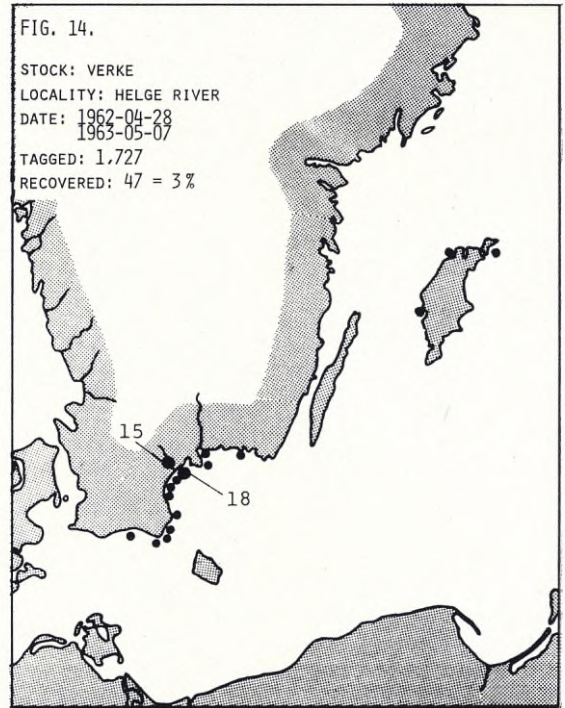 FIG. 14.
STOCK: VERKE
LOCALITY: HELGE RIVER
DATE: 1962-04-28
1963-05-07
TAGGED: 1.727
RECOVERED: 47 = 3%
15
18